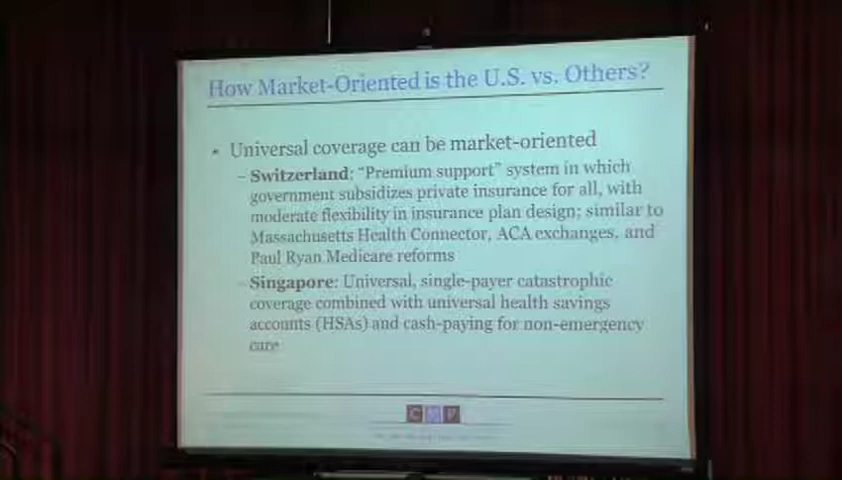 How Market-Oriented is the U.S. vs. Others?
• Universal coverage can be market-oriented
– Switzerland: "Premium support" system in which
government subsidizes private insurance for all, with
moderate flexibility in insurance plan design; similar to
Massachusetts Health Connector, ACA exchanges, and
Paul Ryan Medicare reforms
– Singapore: Universal, single-payer catastrophic
coverage combined with universal health savings
accounts (HSAs) and cash-paying for non-emergency
care